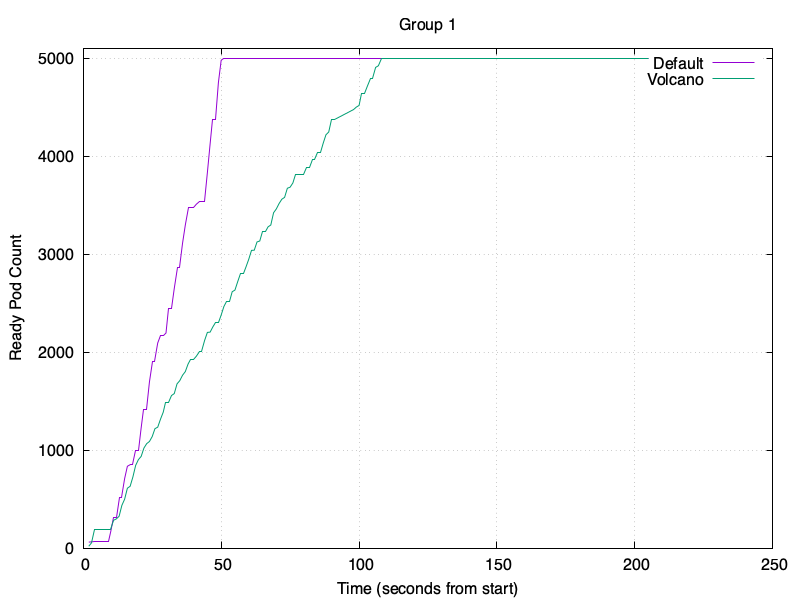 Group 1
5000
4000
3000
2000
1000
0
Ready Pod Count
Default
Volcano
0 50 100 150 200 250
Time (seconds from start)